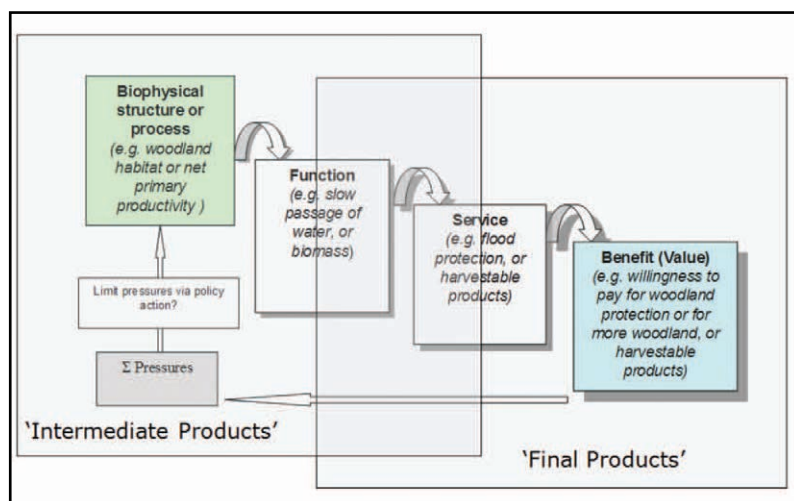 Biophysical
structure or
process
(e.g. woodland
habitat or net
primary
productivity )
Function
(e.g. slow
passage of
water, or
biomass)
Service
(e.g. flood
protection, or
harvestable
products)
Benefit (Value)
(e.g. willingness to
pay for woodland
protection or for
more woodland, or
harvestable
products)
Limit pressures via policy
action?
Σ Pressures
‘Intermediate Products’
‘Final Products’